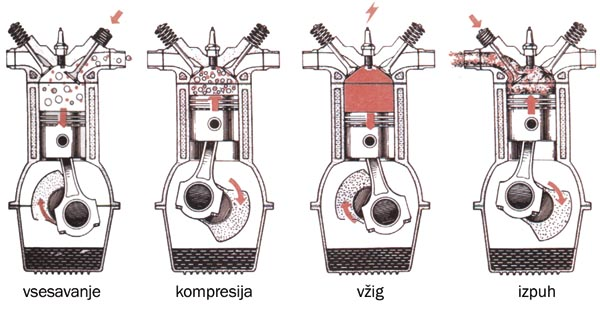 vsesavanje
kompresija
vžig
izpuh